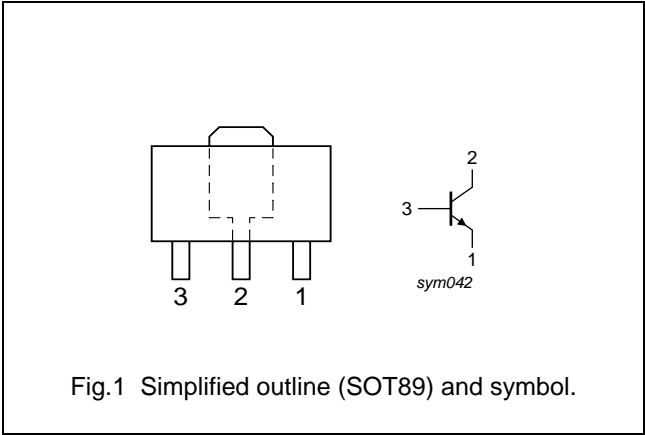 2
3
1
sym042
3 2 1
Fig.1 Simplified outline (SOT89) and symbol.